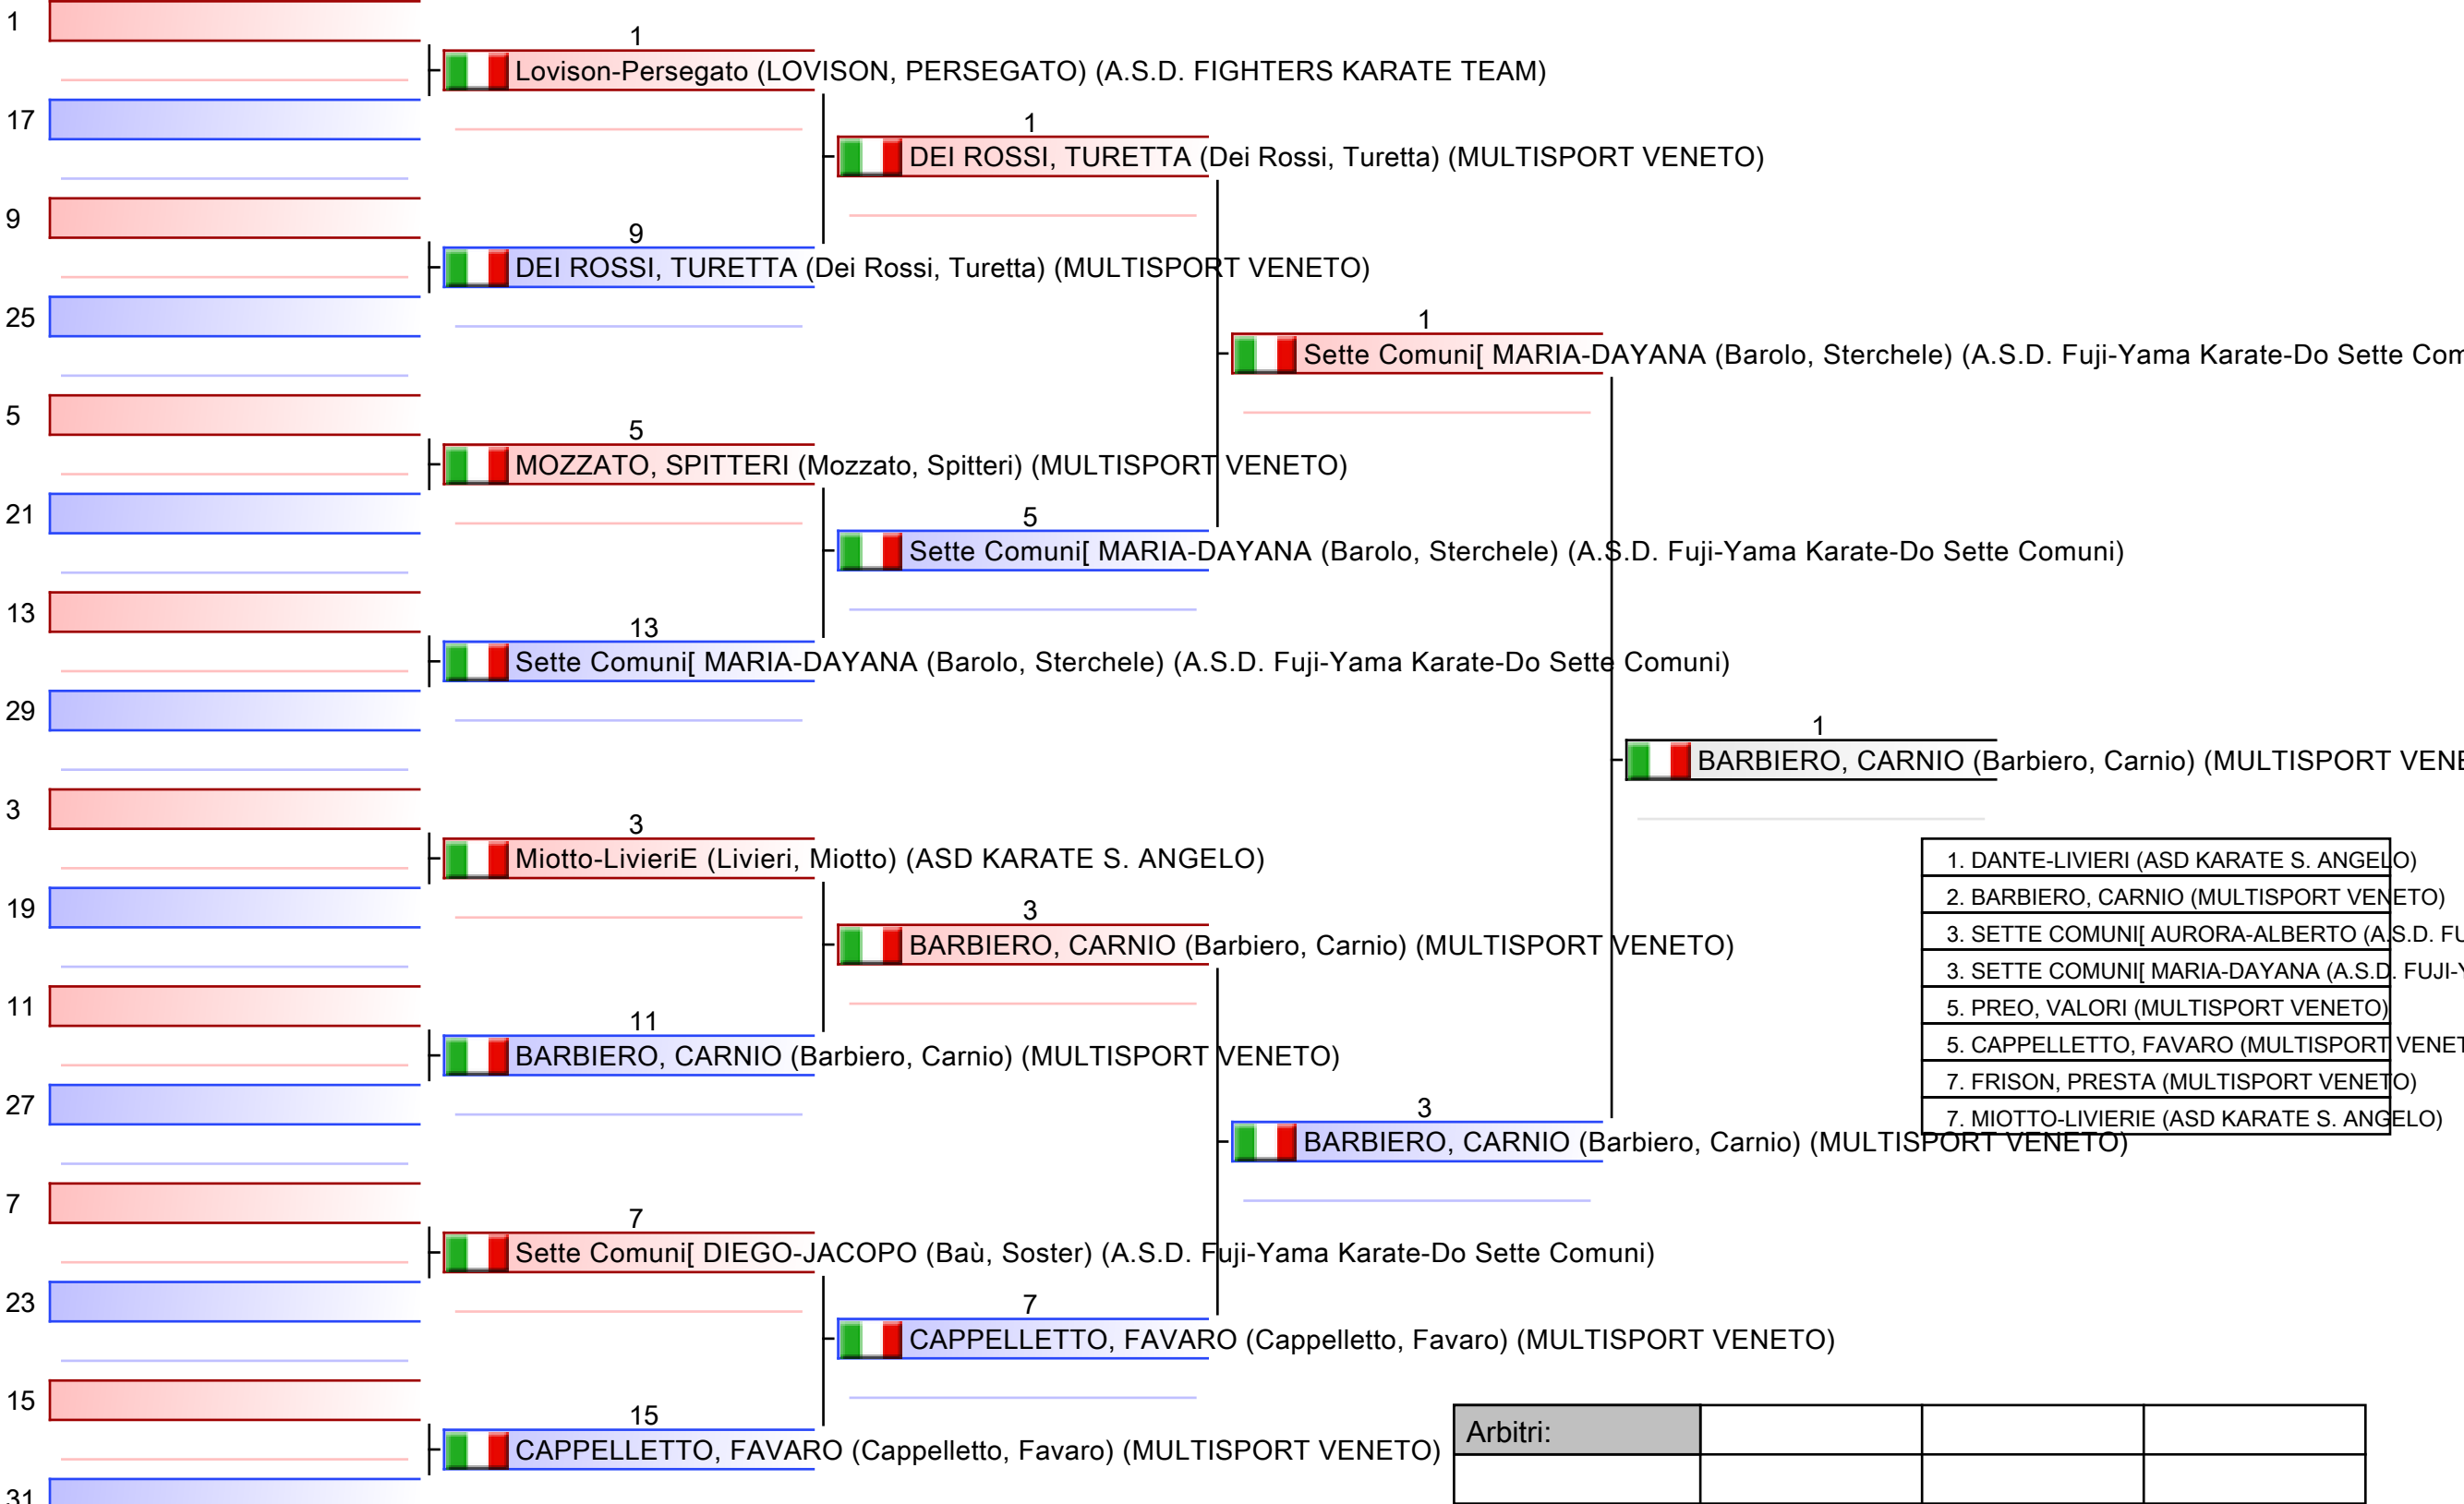 1
1
Lovison-Persegato (LOVISON, PERSEGATO) (A.S.D. FIGHTERS KARATE TEAM)
17
1
DEI ROSSI, TURETTA (Dei Rossi, Turetta) (MULTISPORT VENETO)
9
9
DEI ROSSI, TURETTA (Dei Rossi, Turetta) (MULTISPORT VENETO)
25
1
Sette Comuni[ MARIA-DAYANA (Barolo, Sterchele) (A.S.D. Fuji-Yama Karate-Do Sette Com
5
5
MOZZATO, SPITTERI (Mozzato, Spitteri) (MULTISPORT VENETO)
21
5
Sette Comuni[ MARIA-DAYANA (Barolo, Sterchele) (A.S.D. Fuji-Yama Karate-Do Sette Comuni)
13
13
Sette Comuni[ MARIA-DAYANA (Barolo, Sterchele) (A.S.D. Fuji-Yama Karate-Do Sette Comuni)
29
1
BARBIERO, CARNIO (Barbiero, Carnio) (MULTISPORT VENE
3
3
Miotto-LivieriE (Livieri, Miotto) (ASD KARATE S. ANGELO)
1. DANTE-LIVIERI (ASD KARATE S. ANGELO)
2. BARBIERO, CARNIO (MULTISPORT VENETO)
3. SETTE COMUNI[ AURORA-ALBERTO (A.S.D. FU
3. SETTE COMUNI[ MARIA-DAYANA (A.S.D. FUJI-Y
5. PREO, VALORI (MULTISPORT VENETO)
5. CAPPELLETTO, FAVARO (MULTISPORT VENET
7. FRISON, PRESTA (MULTISPORT VENETO)
7. MIOTTO-LIVIERIE (ASD KARATE S. ANGELO)
19
3
BARBIERO, CARNIO (Barbiero, Carnio) (MULTISPORT VENETO)
11
11
BARBIERO, CARNIO (Barbiero, Carnio) (MULTISPORT VENETO)
27
3
BARBIERO, CARNIO (Barbiero, Carnio) (MULTISPORT VENETO)
7
7
Sette Comuni[ DIEGO-JACOPO (Baù, Soster) (A.S.D. Fuji-Yama Karate-Do Sette Comuni)
23
7
CAPPELLETTO, FAVARO (Cappelletto, Favaro) (MULTISPORT VENETO)
15
15
CAPPELLETTO, FAVARO (Cappelletto, Favaro) (MULTISPORT VENETO)
Arbitri:
31